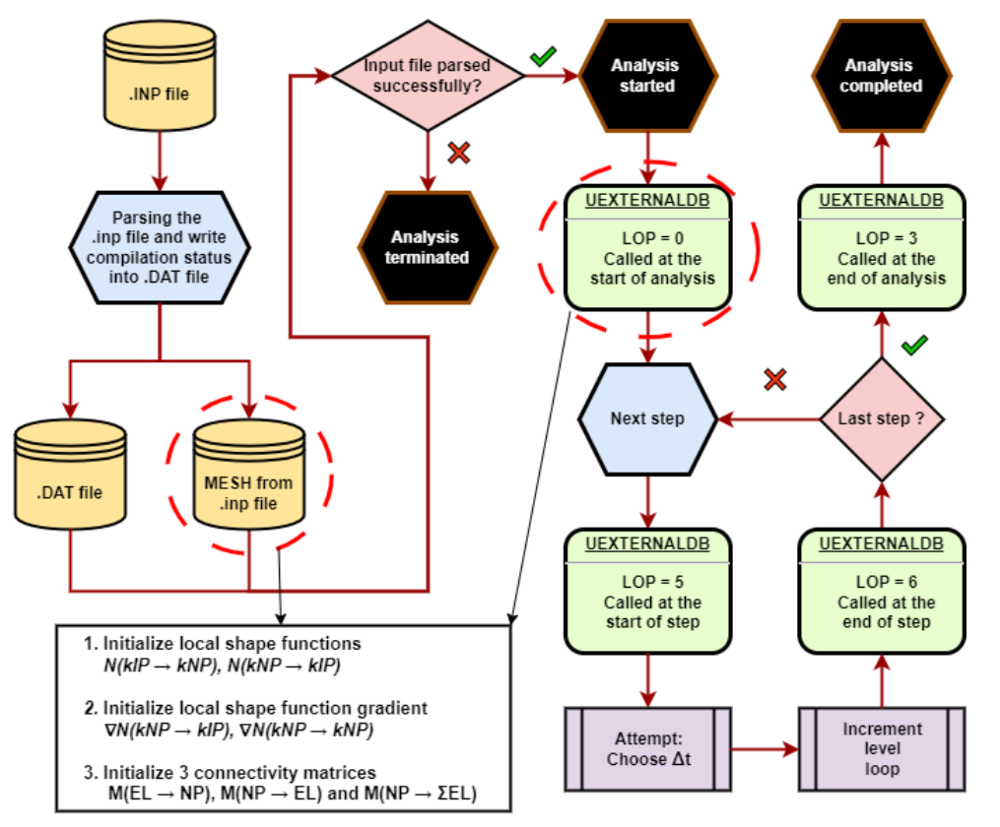 .INP file
Parsing the
.inp file and write
compilation status
into .DAT file
.DAT file
MESH from
.inp file
Input file parsed
successfully?
Analysis
terminated
Analysis
started
UEXTERNALDB
LOP = 0
Called at the
start of analysis
Next step
UEXTERNALDB
LOP = 5
Called at the
start of step
Attempt:
Choose Δt
Increment
level
loop
UEXTERNALDB
LOP = 6
Called at the
end of step
Last step ?
UEXTERNALDB
LOP = 3
Called at the
end of analysis
Analysis
completed
1. Initialize local shape functions
N(kIP → kNP), N(kNP → kIP)
2. Initialize local shape function gradient
∇N(kNP → kIP), ∇N(kNP → kNP)
3. Initialize 3 connectivity matrices
M(EL → NP), M(NP → EL) and M(NP → ΣEL)